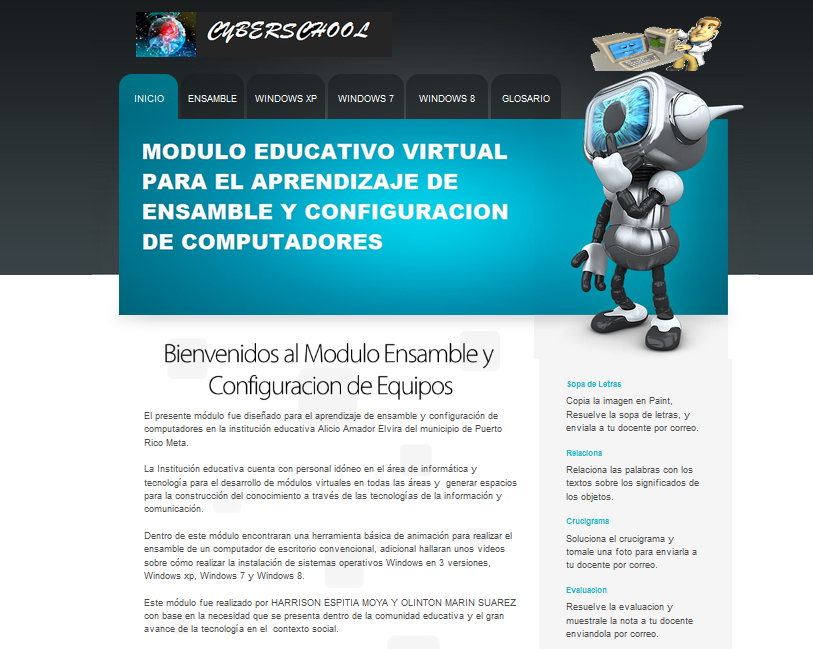 CYBERSCHOOL
INICIO
ENSAMBLE
WINDOWS XP
WINDOWS 7
WINDOWS 8
GLOSARIO
MODULO EDUCATIVO VIRTUAL
PARA EL APRENDIZAJE DE
ENSAMBLE Y CONFIGURACION
DE COMPUTADORES
Bienvenidos al Modulo Ensamble y
Configuracion de Equipos
El presente módulo fue diseñado para el aprendizaje de ensamble y configuración de
computadores en la institución educativa Alicio Amador Elvira del municipio de Puerto
Rico Meta.
La Institución educativa cuenta con personal idóneo en el área de informática y
tecnología para el desarrollo de módulos virtuales en todas las áreas y generar espacios
para la construcción del conocimiento a través de las tecnologías de la información y
comunicación.
Dentro de este módulo encontraran una herramienta básica de animación para realizar el
ensamble de un computador de escritorio convencional, adicional hallaran unos videos
sobre cómo realizar la instalación de sistemas operativos Windows en 3 versiones,
Windows xp, Windows 7 y Windows 8.
Este módulo fue realizado por HARRISON ESPITIA MOYA Y OLINTON MARIN SUAREZ
con base en la necesidad que se presenta dentro de la comunidad educativa y el gran
avance de la tecnología en el contexto social.
Sopa de Letras
Copia la imagen en Paint,
Resuelve la sopa de letras, y
enviala a tu docente por correo.
Relaciona
Relaciona las palabras con los
textos sobre los significados de
los objetos.
Crucigrama
Soluciona el crucigrama y
tomale una foto para enviarla a
tu docente por correo.
Evaluacion
Resuelve la evaluacion y
muestrale la nota a tu docente
enviandola por correo.